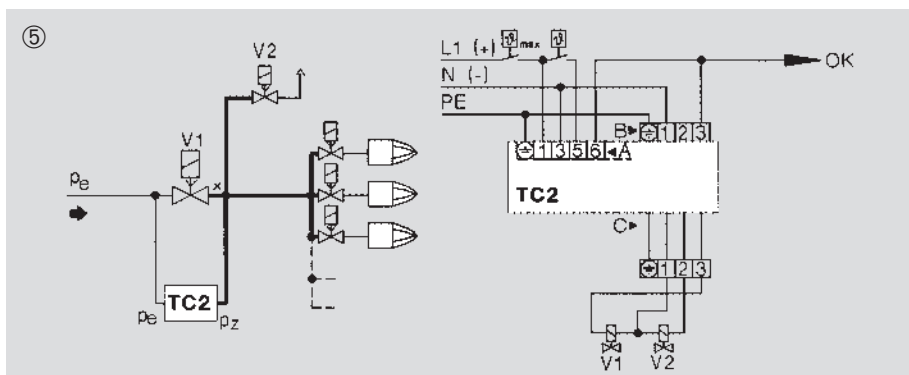 ⑤
V2
V1
pe
TC2
pe
pz
L1 (+)
ϑ max
ϑ
OK
N (-)
PE
B▶ 1 2 3
1 3 5 6 ◀A
TC2
C▶
1 2 3
V1
V2